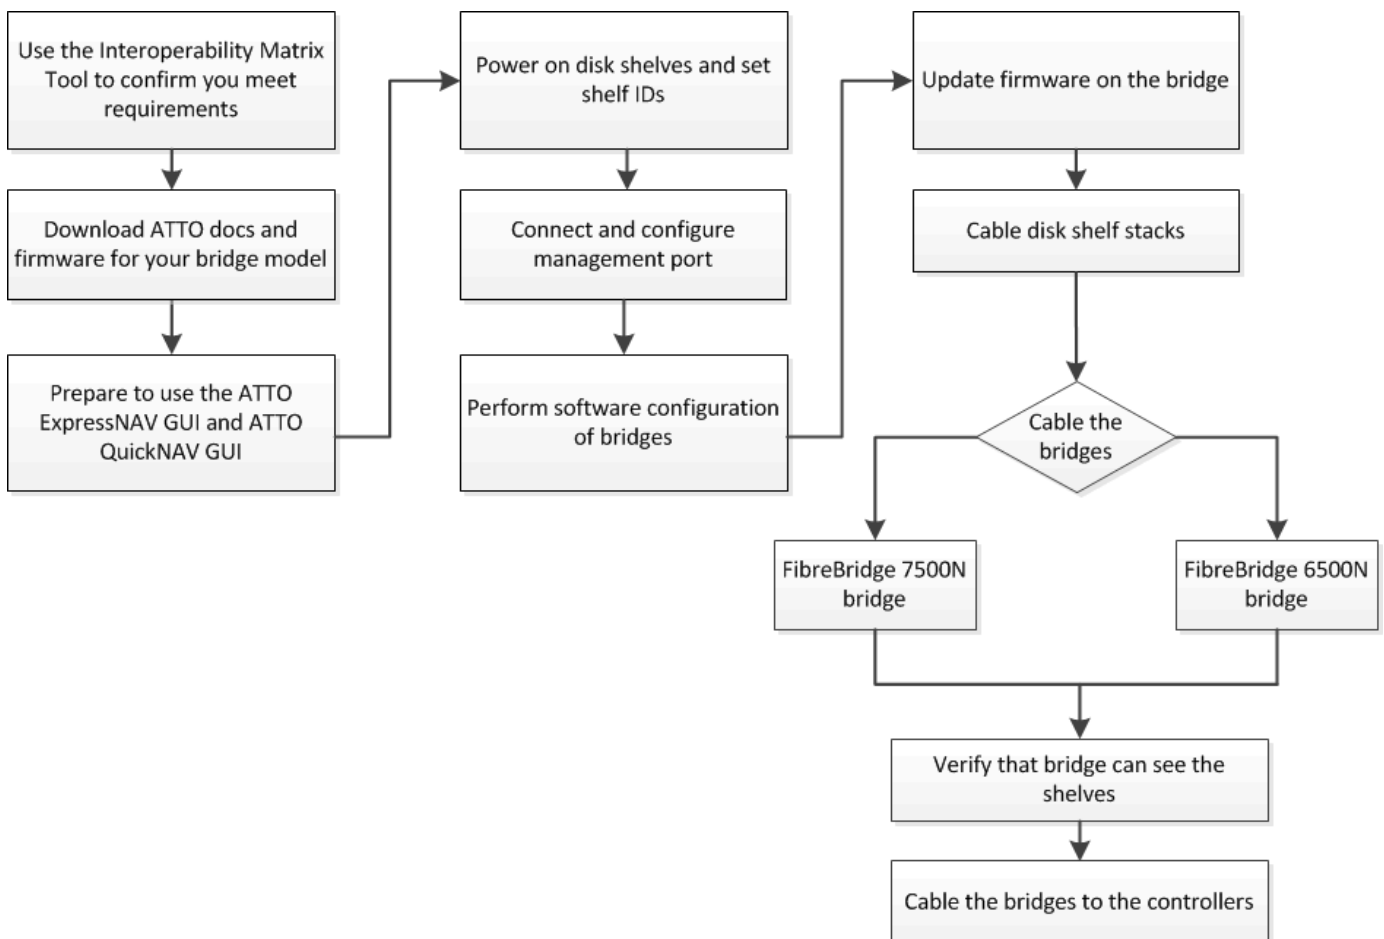 Use the Interoperability Matrix
Tool to confirm you meet
requirements
Download ATTO docs and
firmware for your bridge model
Prepare to use the ATTO
ExpressNAV GUI and ATTO
QuickNAV GUI
Power on disk shelves and set
shelf IDs
Connect and configure
management port
Perform software configuration
of bridges
Update firmware on the bridge
Cable disk shelf stacks
Cable the
bridges
FibreBridge 7500N
bridge
FibreBridge 6500N
bridge
Verify that bridge can see the
shelves
Cable the bridges to the controllers